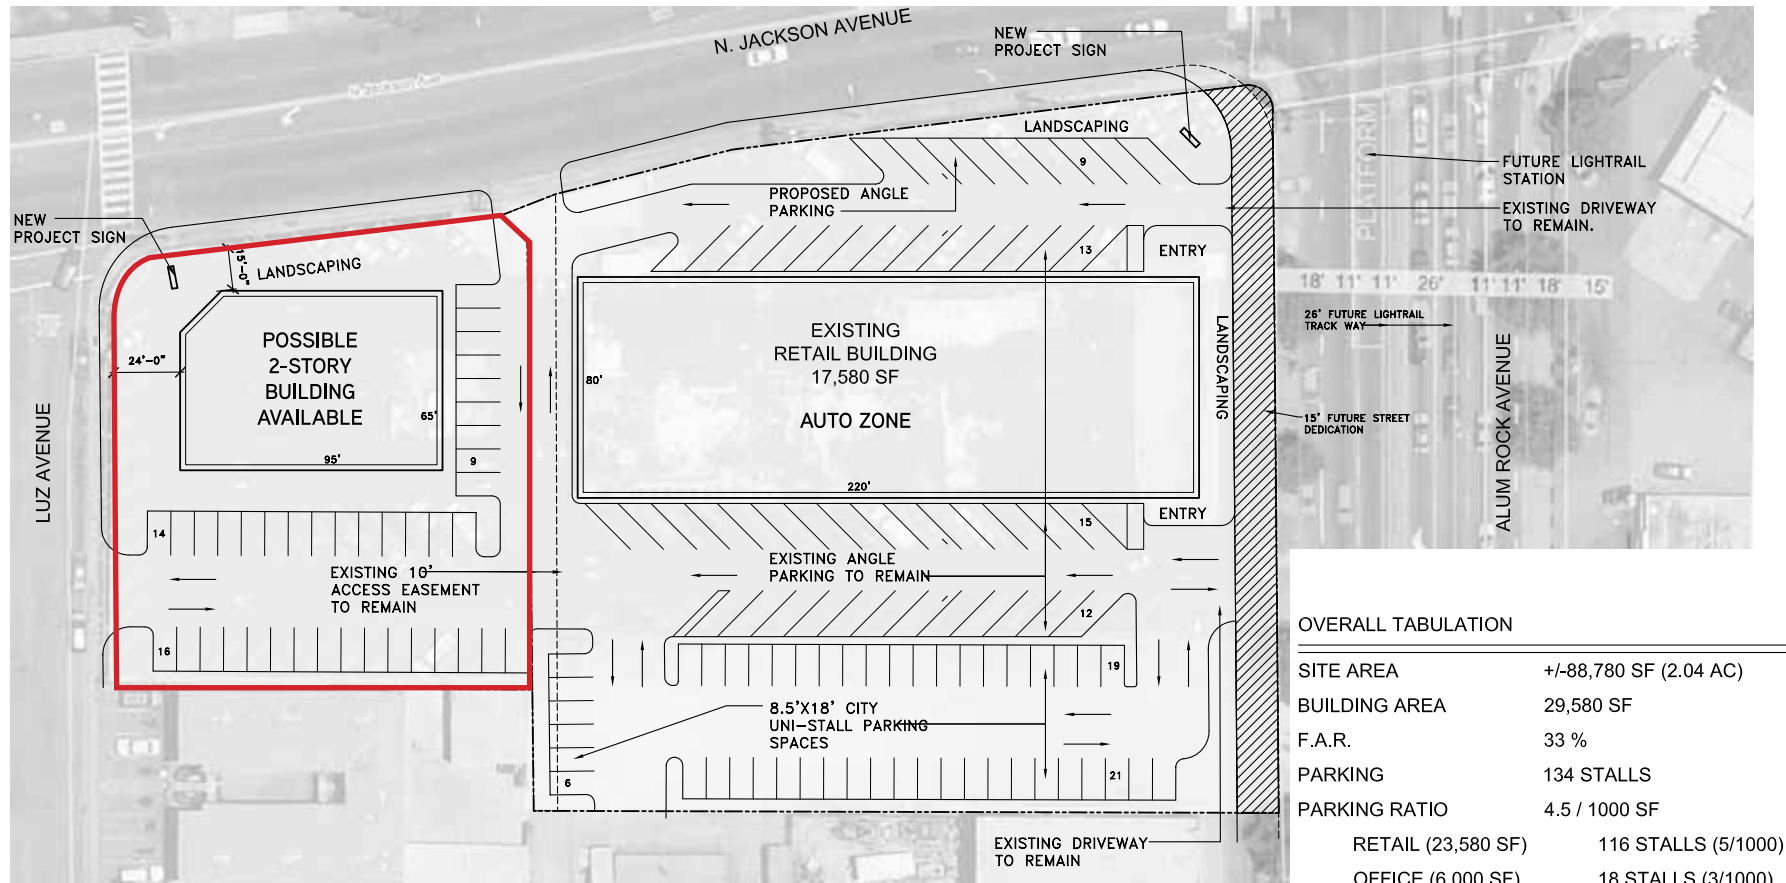 N. JACKSON AVENUE
N Jackson Ave
NEW
PROJECT SIGN
LANDSCAPING
9
PROPOSED ANGLE
PARKING
13
ENTRY
PLATFORM
FUTURE LIGHTRAIL
STATION
EXISTING DRIVEWAY
TO REMAIN.
NEW
PROJECT SIGN
15'-0"
LANDSCAPING
POSSIBLE
2-STORY
BUILDING
AVAILABLE
24'-0"
65'
95'
9
LUZ AVENUE
EXISTING
RETAIL BUILDING
17,580 SF
AUTO ZONE
80'
220'
LANDSCAPING
18' 11' 11' 26' 11' 11' 18' 15'
26' FUTURE LIGHTRAIL
TRACK WAY
15' FUTURE STREET
DEDICATION
ALUM ROCK AVENUE
14
15
ENTRY
EXISTING ANGLE
PARKING TO REMAIN
EXISTING 10'
ACCESS EASEMENT
TO REMAIN
12
16
19
8.5'X18' CITY
UNI-STALL PARKING
SPACES
6
21
EXISTING DRIVEWAY
TO REMAIN
OVERALL TABULATION
SITE AREA +/-88,780 SF (2.04 AC)
BUILDING AREA 29,580 SF
F.A.R. 33 %
PARKING 134 STALLS
PARKING RATIO 4.5 / 1000 SF
RETAIL (23,580 SF) 116 STALLS (5/1000)
OFFICE (6,000 SF) 18 STALLS (3/1000)